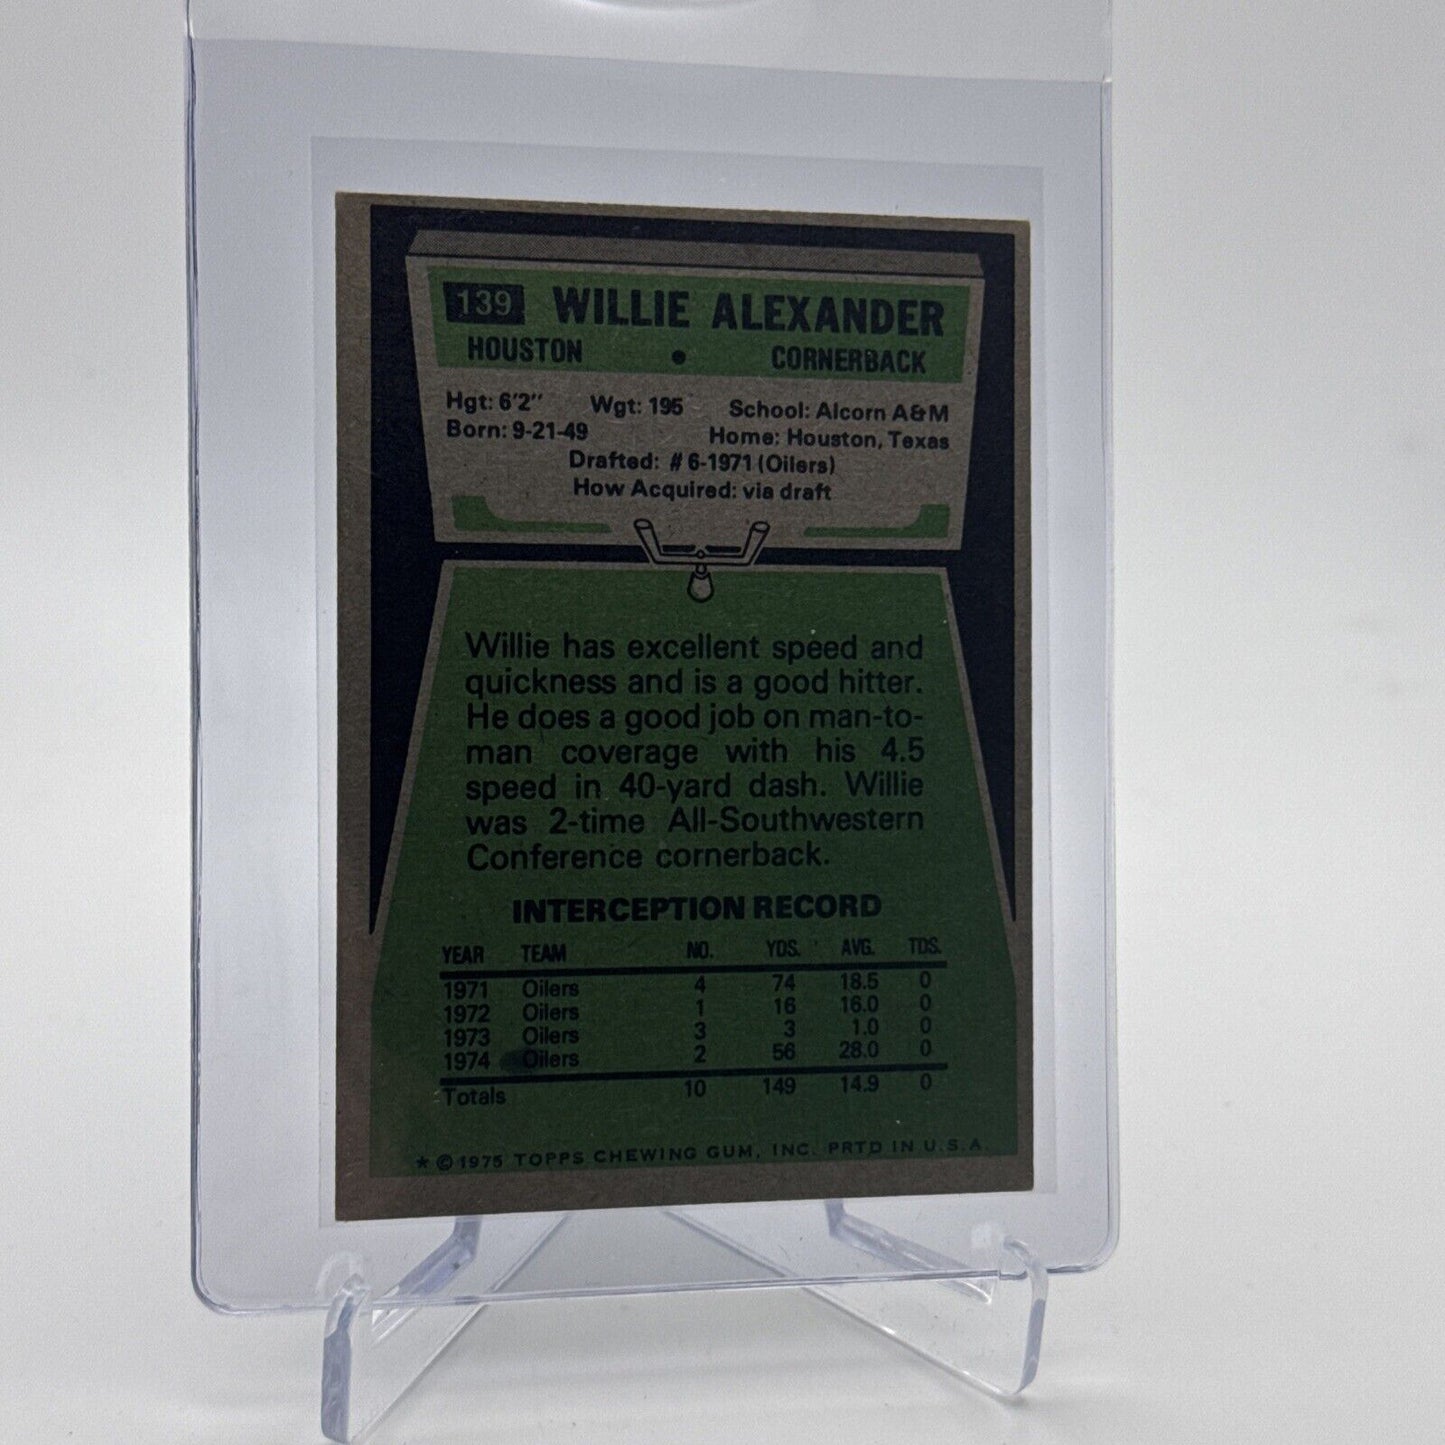 139 WILLIE ALEXANDER
HOUSTON • CORNERBACK
Hgt: 6'2" Wgt: 195 School: Alcorn A&M
Born: 9-21-49 Home: Houston, Texas
Drafted: # 6-1971 (Oilers)
How Acquired: via draft
Willie has excellent speed and
quickness and is a good hitter.
He does a good job on man-to-
man coverage with his 4.5
speed in 40-yard dash. Willie
was 2-time All-Southwestern
Conference cornerback.
INTERCEPTION RECORD
YEAR TEAM NO. YDS. AVG. TDS.
1971 Oilers 4 74 18.5 0
1972 Oilers 1 16 16.0 0
1973 Oilers 3 3 1.0 0
1974 Oilers 2 56 28.0 0
Totals 10 149 14.9 0
* © 1975 TOPPS CHEWING GUM, INC. PRTD IN U.S.A.